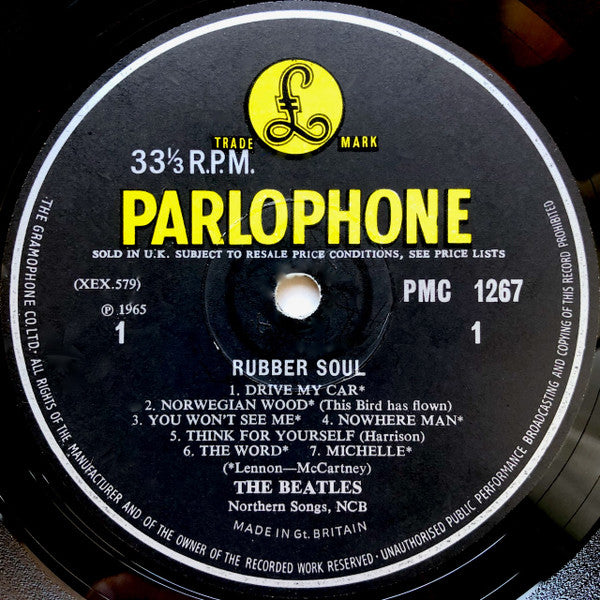 £
TRADE MARK
33⅓ R.P.M.
PARLOPHONE
SOLD IN U.K. SUBJECT TO RESALE PRICE CONDITIONS, SEE PRICE LISTS
(XEX.579)
PMC 1267
℗ 1965
1
1
RUBBER SOUL
1. DRIVE MY CAR*
2. NORWEGIAN WOOD* (This Bird has flown)
3. YOU WON'T SEE ME* 4. NOWHERE MAN*
5. THINK FOR YOURSELF (Harrison)
6. THE WORD* 7. MICHELLE*
(*Lennon—McCartney)
THE BEATLES
Northern Songs, NCB
MADE IN Gt. BRITAIN
THE GRAMOPHONE CO. LTD. · ALL RIGHTS OF THE MANUFACTURER AND OF THE OWNER OF THE RECORDED WORK RESERVED · UNAUTHORISED PUBLIC PERFORMANCE BROADCASTING AND COPYING OF THIS RECORD PROHIBITED